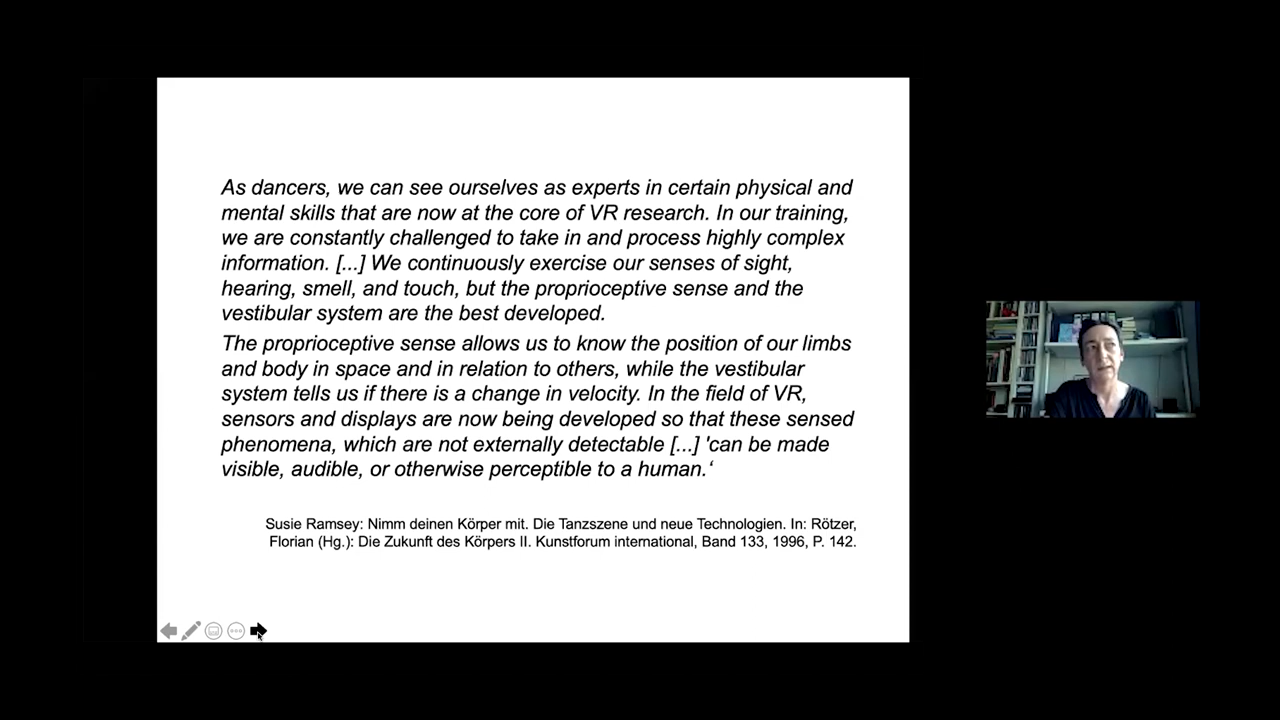 As dancers, we can see ourselves as experts in certain physical and
mental skills that are now at the core of VR research. In our training,
we are constantly challenged to take in and process highly complex
information. [...] We continuously exercise our senses of sight,
hearing, smell, and touch, but the proprioceptive sense and the
vestibular system are the best developed.
The proprioceptive sense allows us to know the position of our limbs
and body in space and in relation to others, while the vestibular
system tells us if there is a change in velocity. In the field of VR,
sensors and displays are now being developed so that these sensed
phenomena, which are not externally detectable [...] 'can be made
visible, audible, or otherwise perceptible to a human.‘
Susie Ramsey: Nimm deinen Körper mit. Die Tanzszene und neue Technologien. In: Rötzer,
Florian (Hg.): Die Zukunft des Körpers II. Kunstforum international, Band 133, 1996, P. 142.